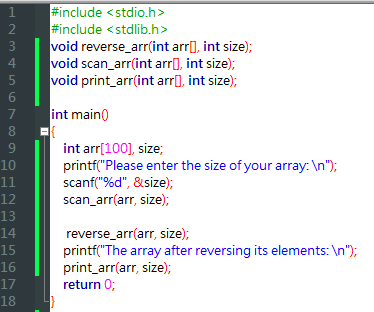 1 #include <stdio.h>
2 #include <stdlib.h>
3 void reverse_arr(int arr[], int size);
4 void scan_arr(int arr[], int size);
5 void print_arr(int arr[], int size);
6
7 int main()
8 {
9 int arr[100], size;
10 printf("Please enter the size of your array: \n");
11 scanf("%d", &size);
12 scan_arr(arr, size);
13
14 reverse_arr(arr, size);
15 printf("The array after reversing its elements: \n");
16 print_arr(arr, size);
17 return 0;
18 }